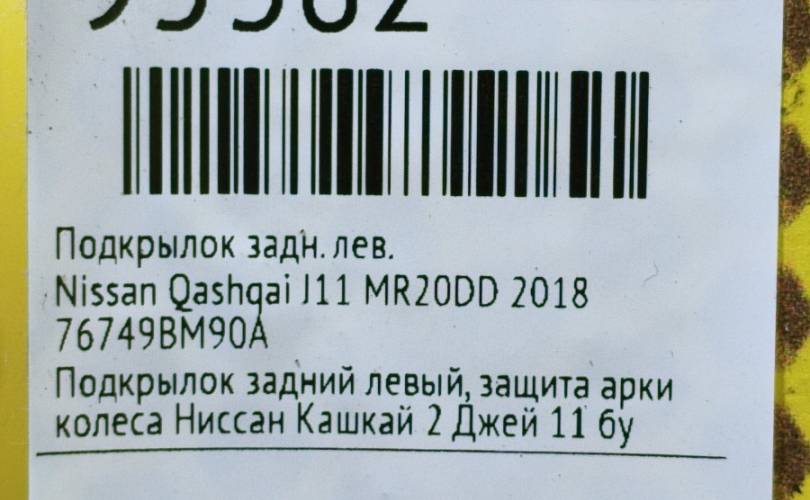 Подкрылок задн. лев.
Nissan Qashqai J11 MR20DD 2018
76749BM90A
Подкрылок задний левый, защита арки
колеса Ниссан Кашкай 2 Джей 11 бу